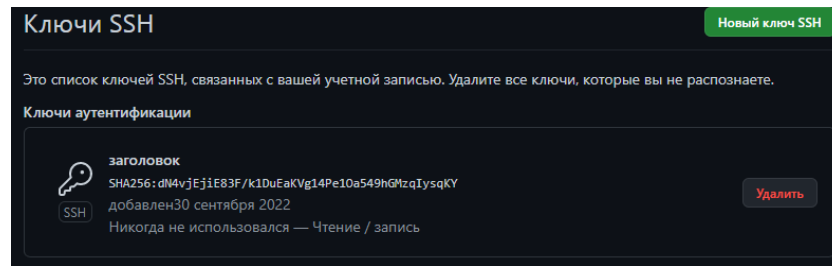 Ключи SSH
Новый ключ SSH
Это список ключей SSH, связанных с вашей учетной записью. Удалите все ключи, которые вы не распознаете.
Ключи аутентификации
заголовок
SHA256:dN4vjEjiE83F/k1DuEaKVg14Pe1Oa549hGMzqIysqKY
SSH
добавлен30 сентября 2022
Никогда не использовался — Чтение / запись
Удалить